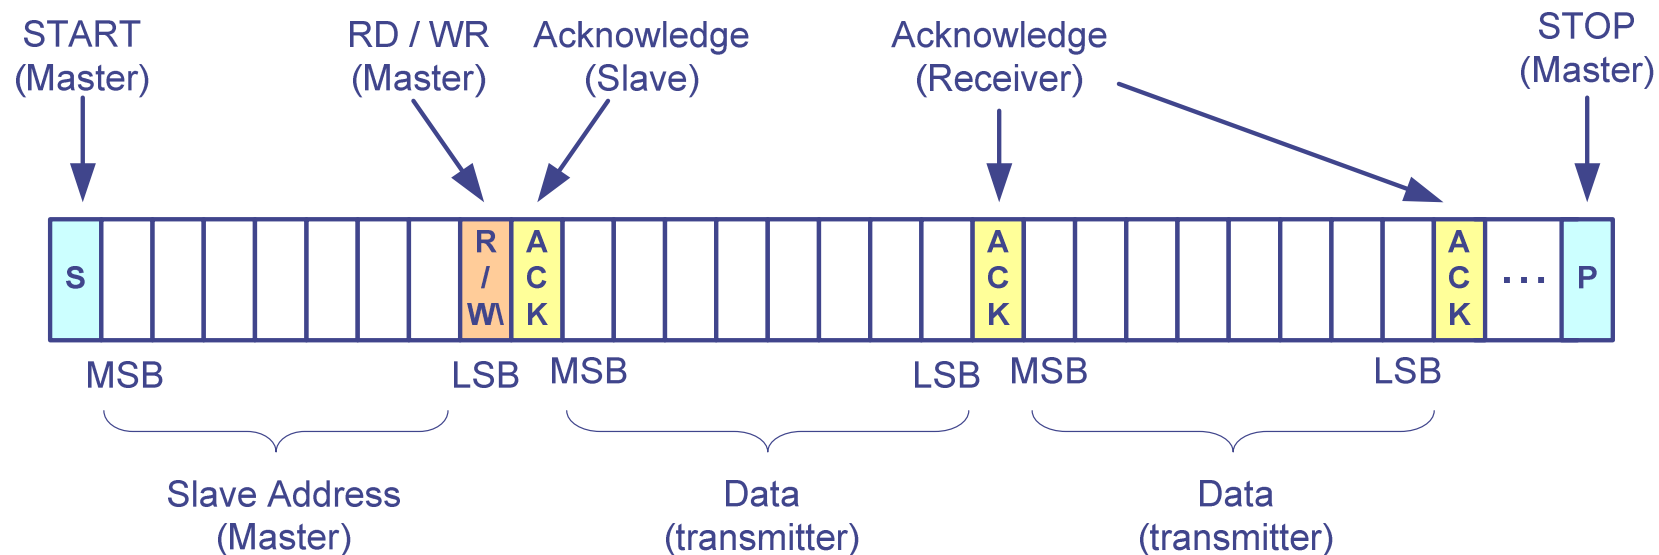 START
(Master)
RD / WR
(Master)
Acknowledge
(Slave)
Acknowledge
(Receiver)
STOP
(Master)
S
R
/
W\
A
C
K
A
C
K
A
C
K
...
P
MSB
LSB
MSB
LSB
MSB
LSB
Slave Address
(Master)
Data
(transmitter)
Data
(transmitter)